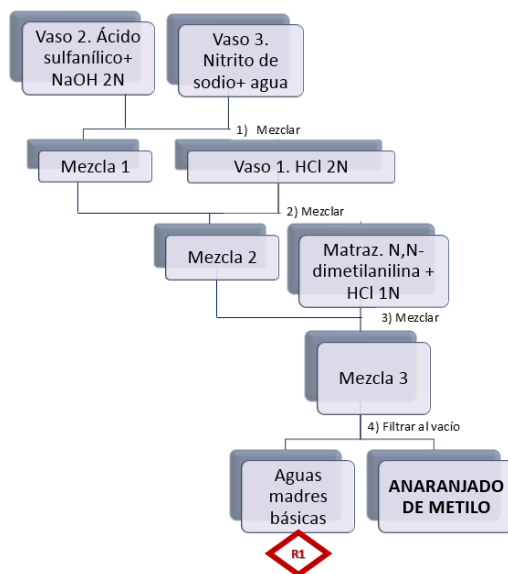 Vaso 2. Ácido
sulfanílico+
NaOH 2N
Vaso 3.
Nitrito de
sodio+ agua
1) Mezclar
Mezcla 1
Vaso 1. HCl 2N
2) Mezclar
Mezcla 2
Matraz. N,N-
dimetilanilina +
HCl 1N
3) Mezclar
Mezcla 3
4) Filtrar al vacío
Aguas
madres
básicas
ANARANJADO
DE METILO
R1